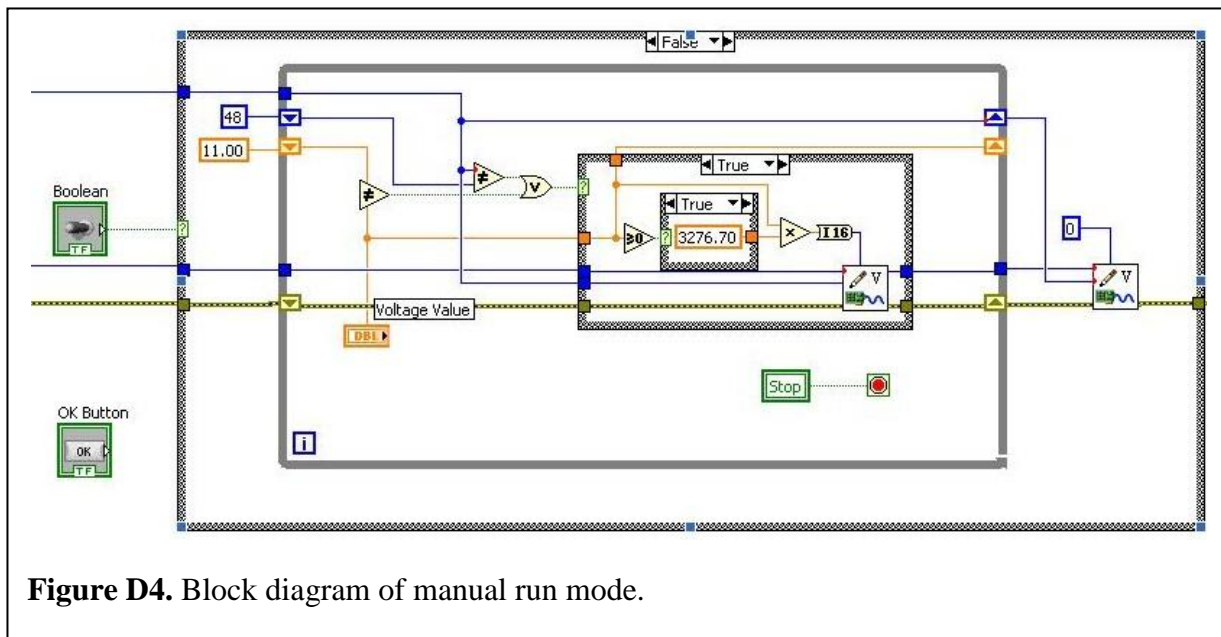 False
48
11.00
Boolean
TF
≠
≠
V
?
True
?
≥0
?
True
3276.70
×
I16
V
0
V
Voltage Value
DBL
Stop
OK Button
OK
TF
i
Figure D4. Block diagram of manual run mode.